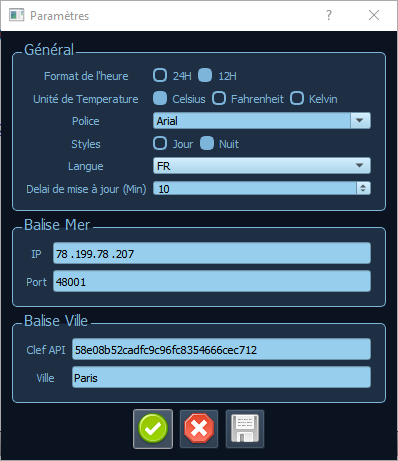 Paramètres
?
Général
Format de l'heure 24H 12H
Unité de Temperature Celsius Fahrenheit Kelvin
Police Arial
Styles Jour Nuit
Langue FR
Delai de mise à jour (Min) 10
Balise Mer
IP 78 .199.78 .207
Port 48001
Balise Ville
Clef API 58e08b52cadfc9c96fc8354666cec712
Ville Paris